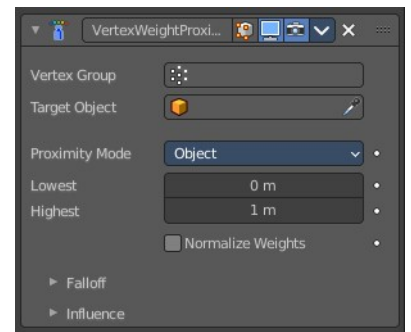 VertexWeightProxi...
Vertex Group
Target Object
Proximity Mode Object
Lowest 0 m
Highest 1 m
Normalize Weights
Falloff
Influence